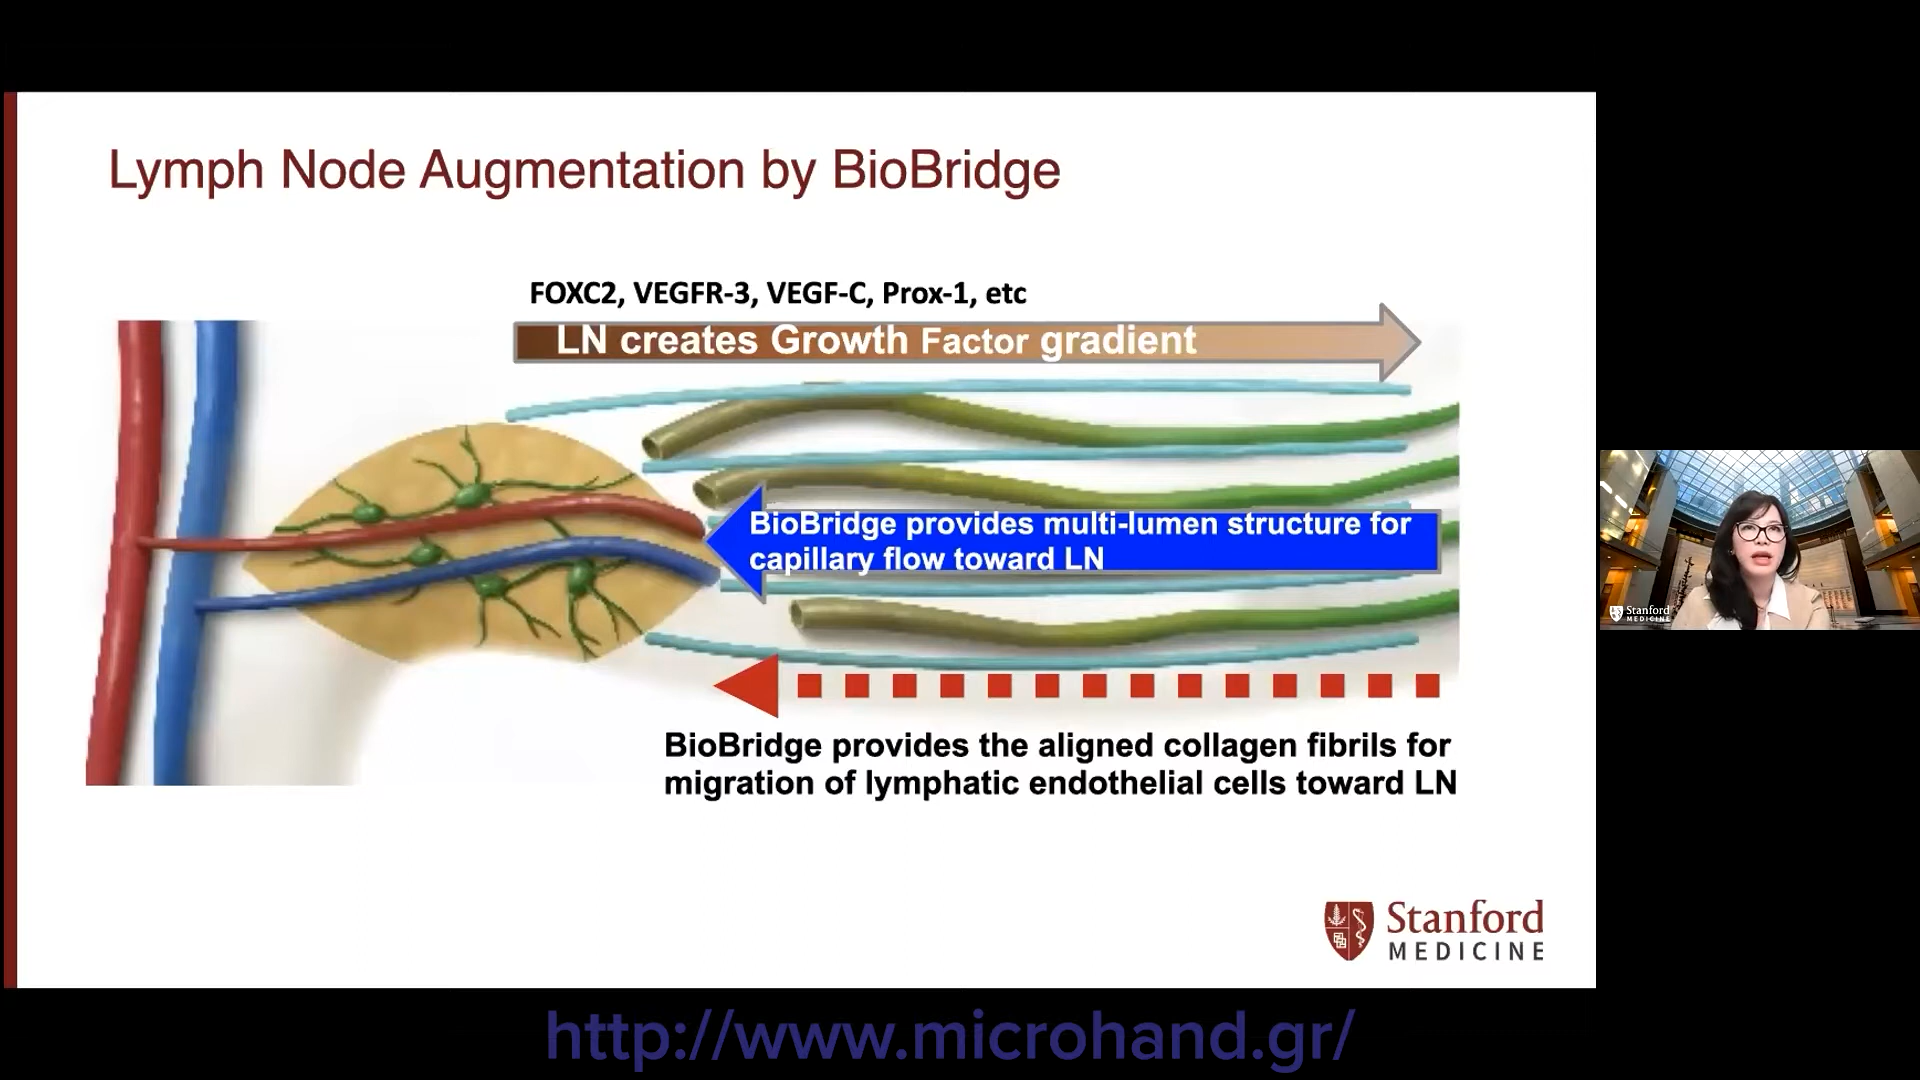 Lymph Node Augmentation by BioBridge
FOXC2, VEGFR-3, VEGF-C, Prox-1, etc
LN creates Growth Factor gradient
BioBridge provides multi-lumen structure for
capillary flow toward LN
BioBridge provides the aligned collagen fibrils for
migration of lymphatic endothelial cells toward LN
Stanford
MEDICINE
Stanford
MEDICINE
http://www.microhand.gr/